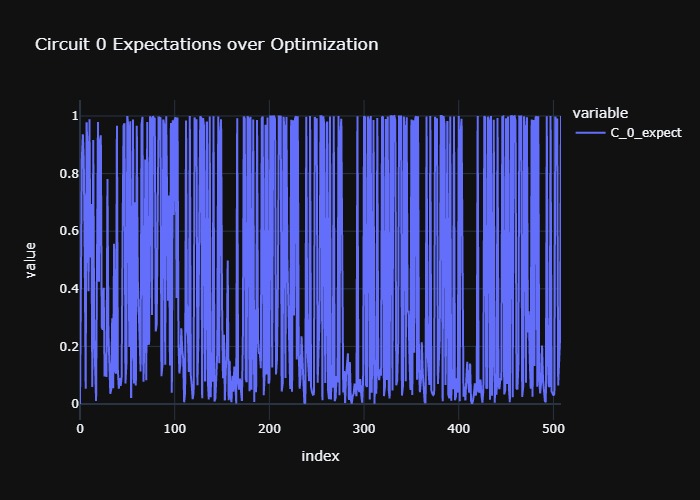 Circuit 0 Expectations over Optimization
variable
C_0_expect
value
1
0.8
0.6
0.4
0.2
0
0 100 200 300 400 500
index